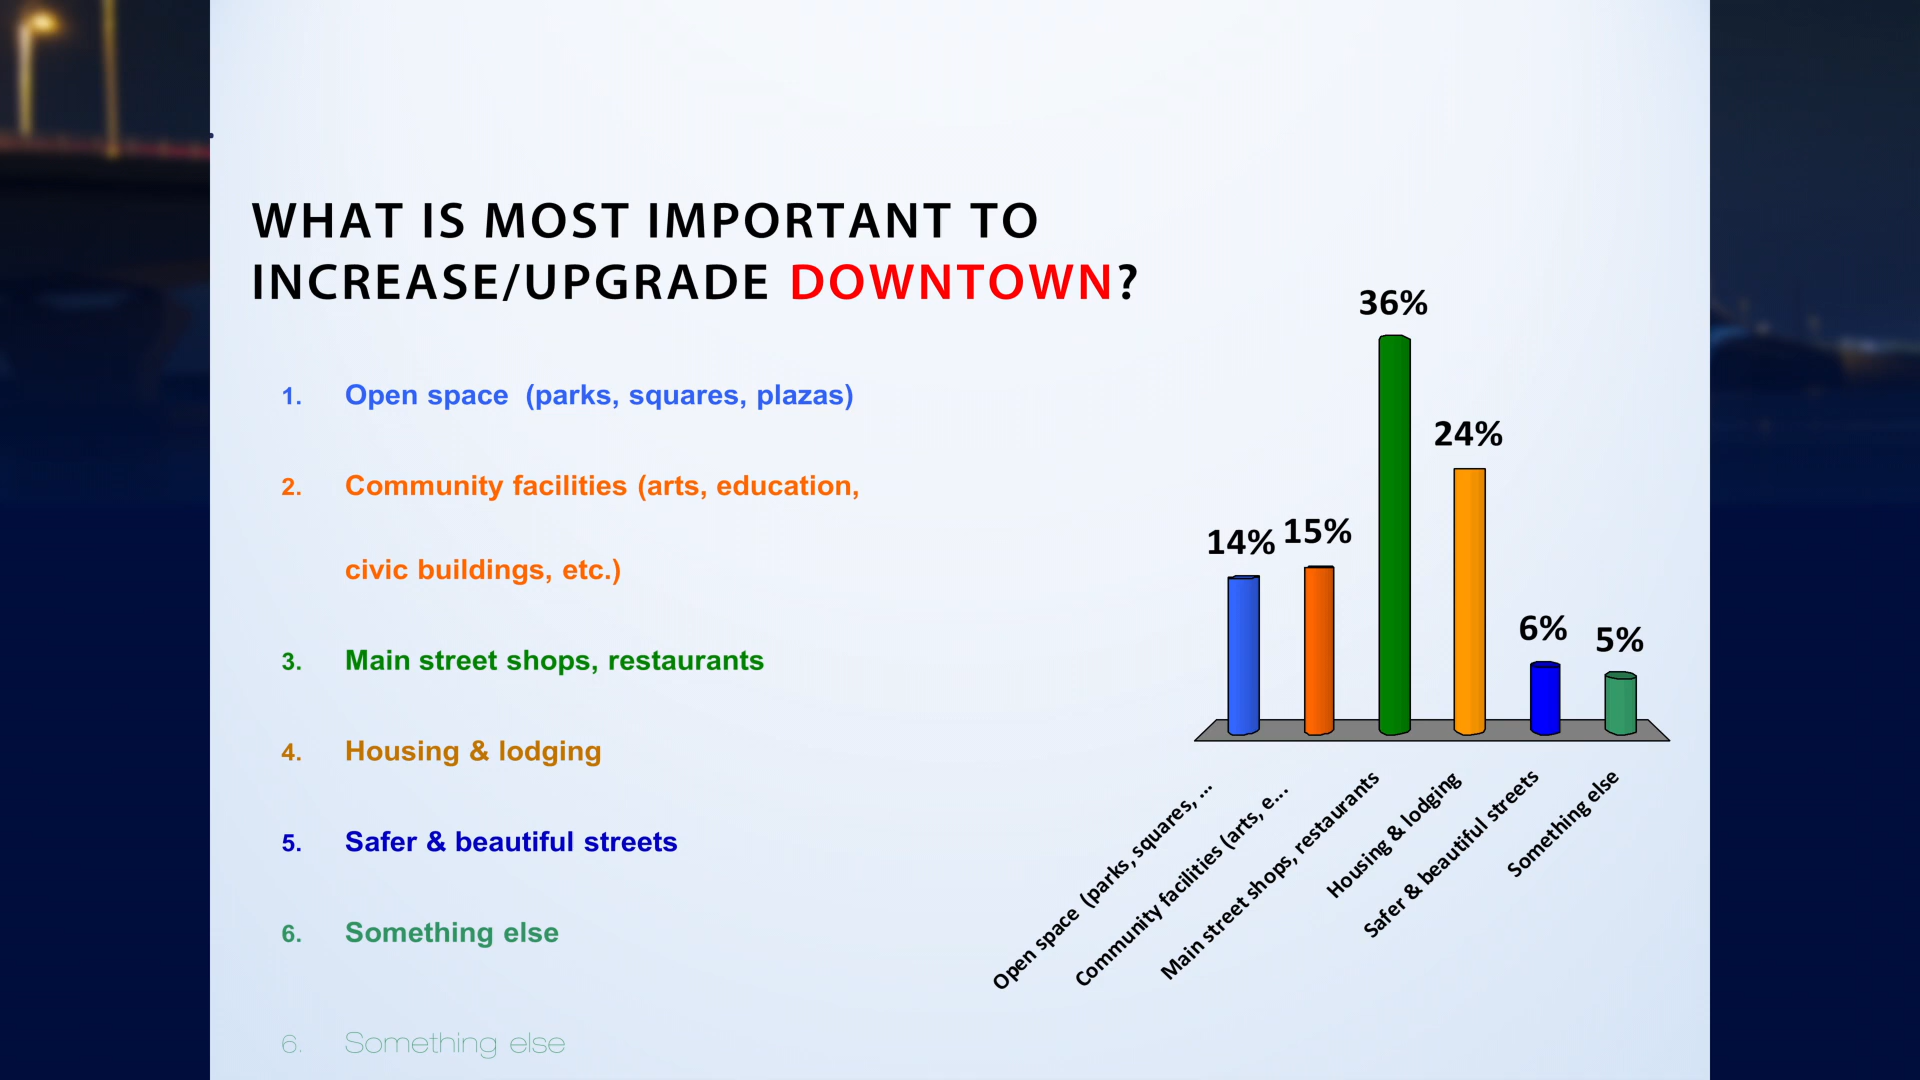 WHAT IS MOST IMPORTANT TO
INCREASE/UPGRADE DOWNTOWN?
1. Open space (parks, squares, plazas)
2. Community facilities (arts, education,
civic buildings, etc.)
3. Main street shops, restaurants
4. Housing & lodging
5. Safer & beautiful streets
6. Something else
6. Something else
14%
15%
36%
24%
6%
5%
Open space (parks, squares, ...
Community facilities (arts, e...
Main street shops, restaurants
Housing & lodging
Safer & beautiful streets
Something else